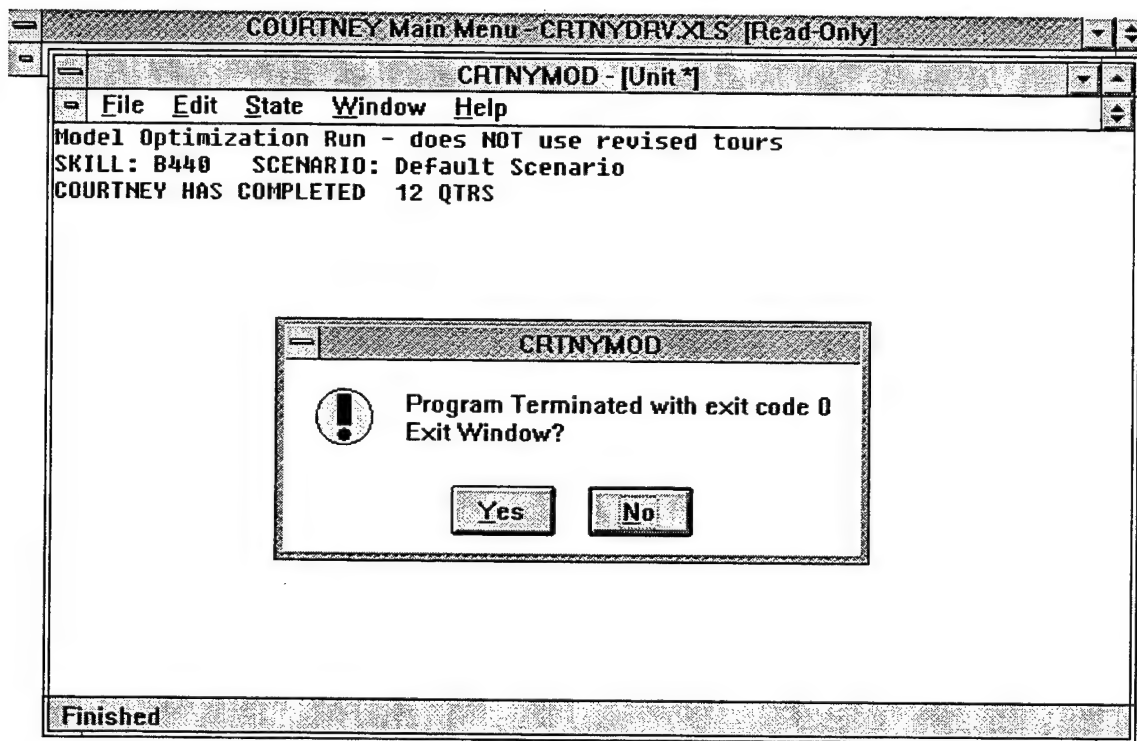 COURTNEY Main Menu - CRTNYDRV.XLS [Read-Only]
CRTNYMOD - [Unit *]
File Edit State Window Help
Model Optimization Run - does NOT use revised tours
SKILL: B440 SCENARIO: Default Scenario
COURTNEY HAS COMPLETED 12 QTRS
CRTNYMOD
Program Terminated with exit code 0
Exit Window?
Yes No
Finished